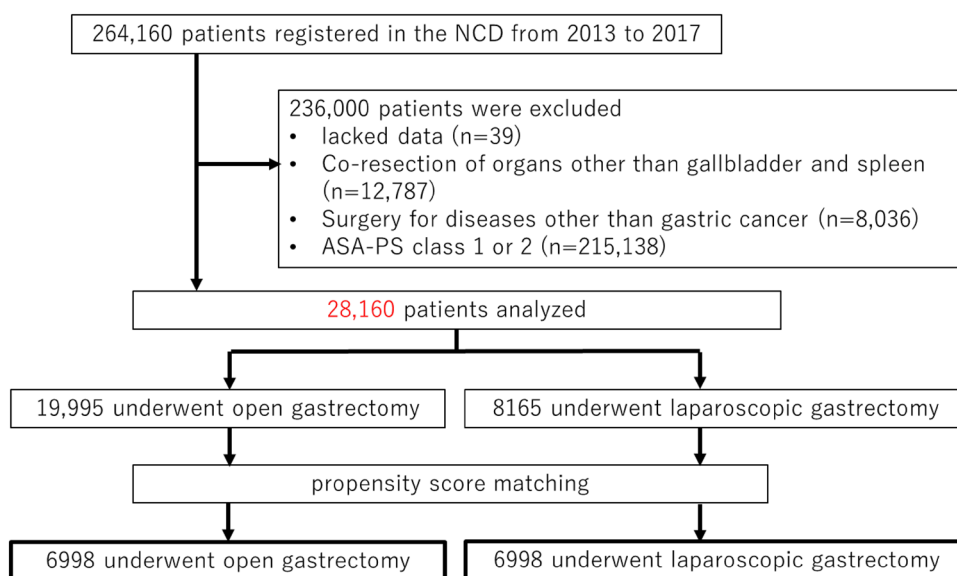 264,160 patients registered in the NCD from 2013 to 2017
236,000 patients were excluded
• lacked data (n=39)
• Co-resection of organs other than gallbladder and spleen
(n=12,787)
• Surgery for diseases other than gastric cancer (n=8,036)
• ASA-PS class 1 or 2 (n=215,138)
28,160 patients analyzed
19,995 underwent open gastrectomy
8165 underwent laparoscopic gastrectomy
propensity score matching
6998 underwent open gastrectomy
6998 underwent laparoscopic gastrectomy